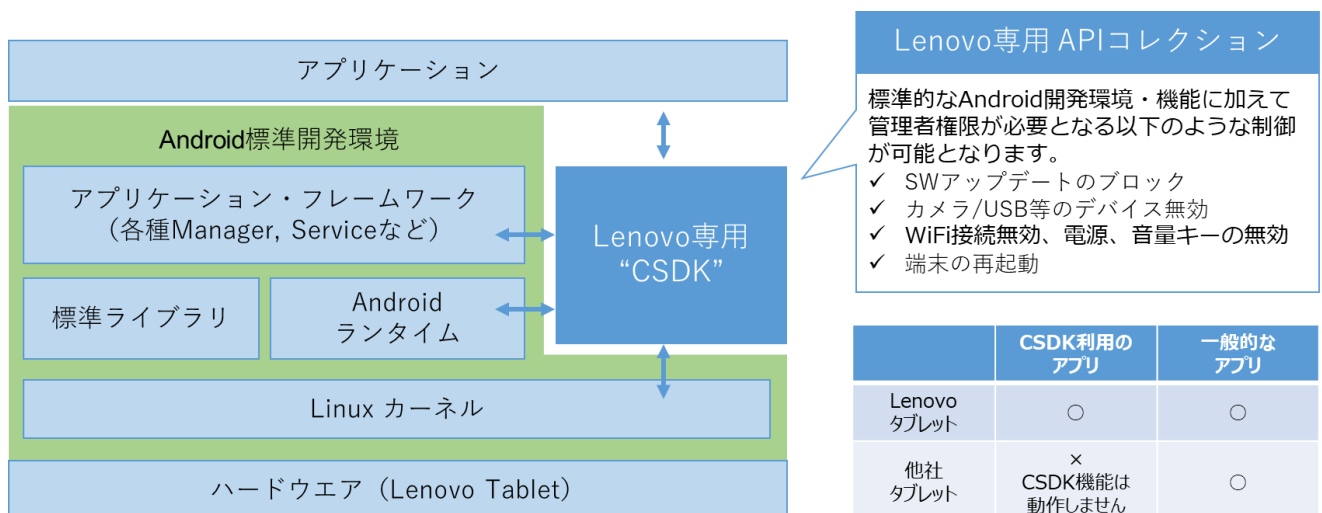 アプリケーション
Android標準開発環境
アプリケーション・フレームワーク
（各種Manager, Serviceなど）
標準ライブラリ
Android
ランタイム
Lenovo専用
“CSDK”
Linux カーネル
ハードウエア（Lenovo Tablet）
Lenovo専用 APIコレクション
標準的なAndroid開発環境・機能に加えて
管理者権限が必要となる以下のような制御
が可能となります。
✓ SWアップデートのブロック
✓ カメラ/USB等のデバイス無効
✓ WiFi接続無効、電源、音量キーの無効
✓ 端末の再起動
CSDK利用の
アプリ
一般的な
アプリ
Lenovo
タブレット
○
○
他社
タブレット
×
CSDK機能は
動作しません
○